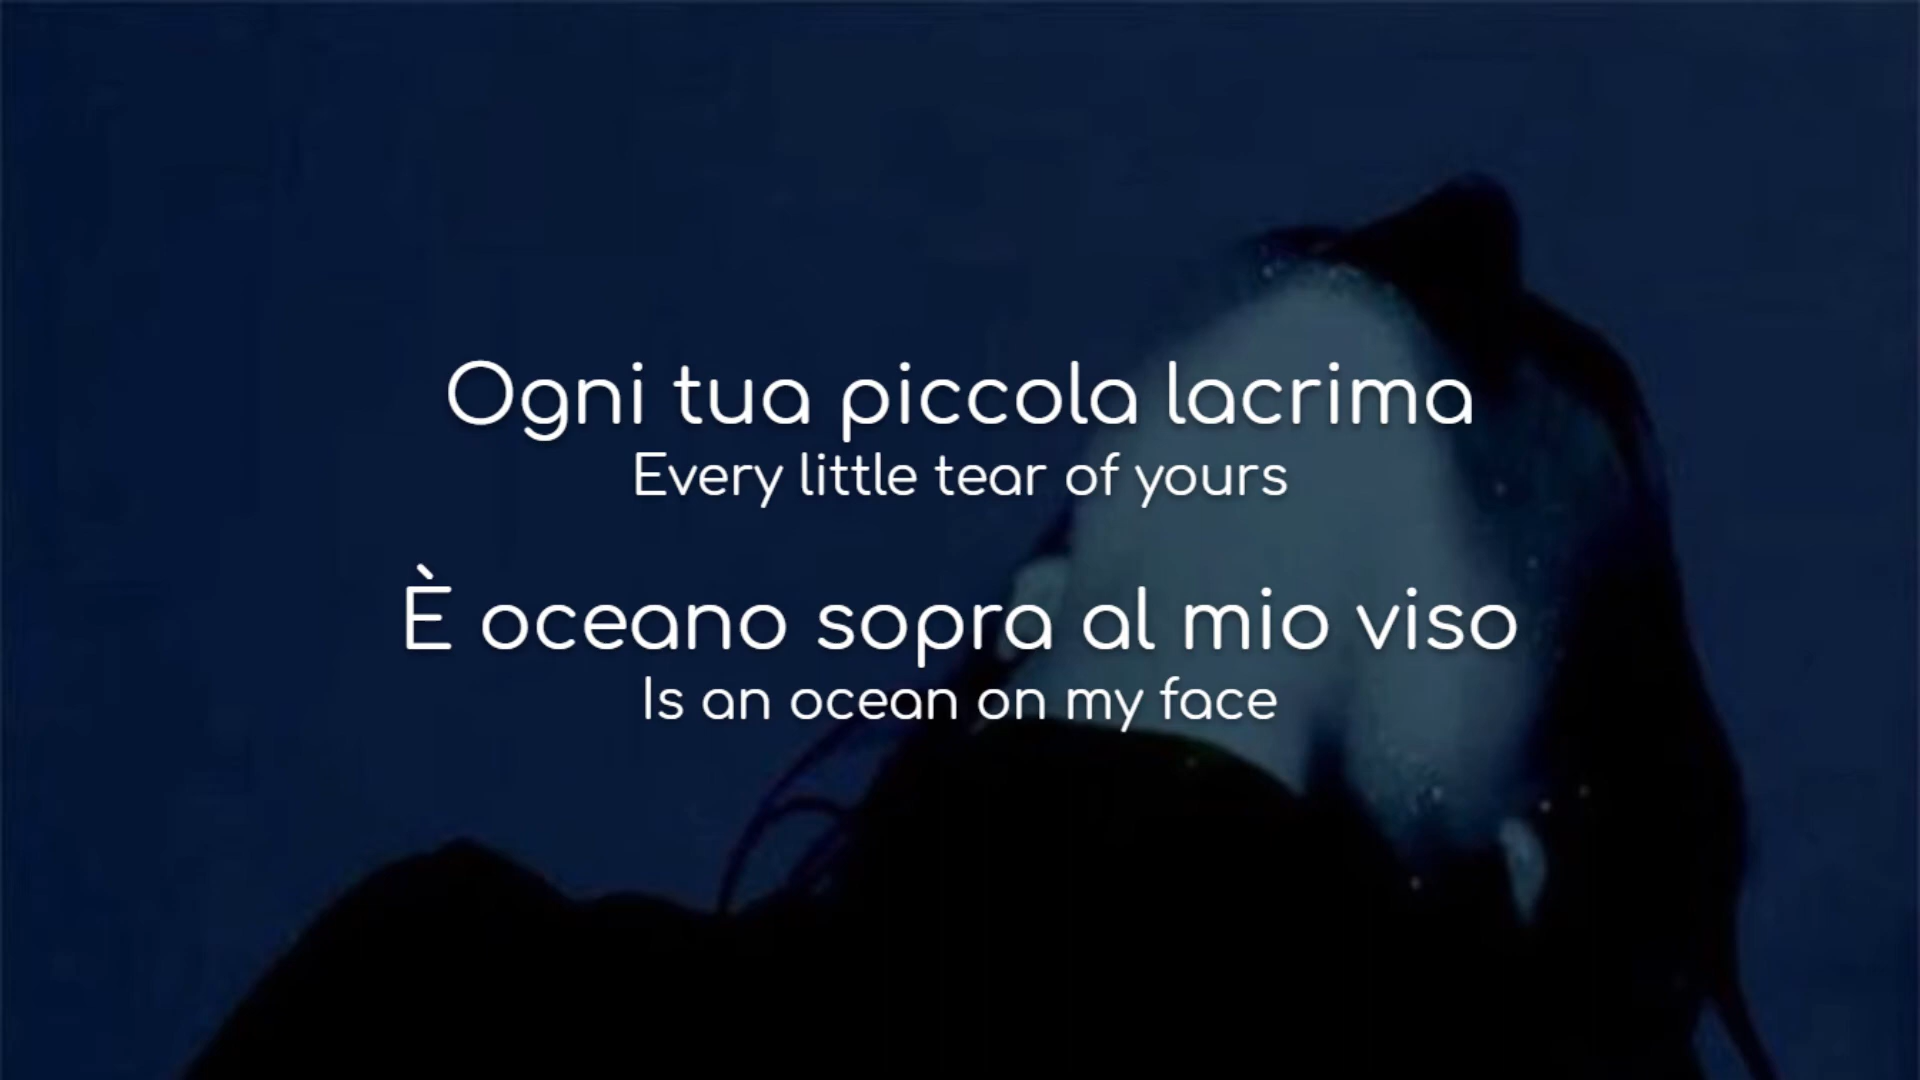 Ogni tua piccola lacrima
Every little tear of yours
È oceano sopra al mio viso
Is an ocean on my face